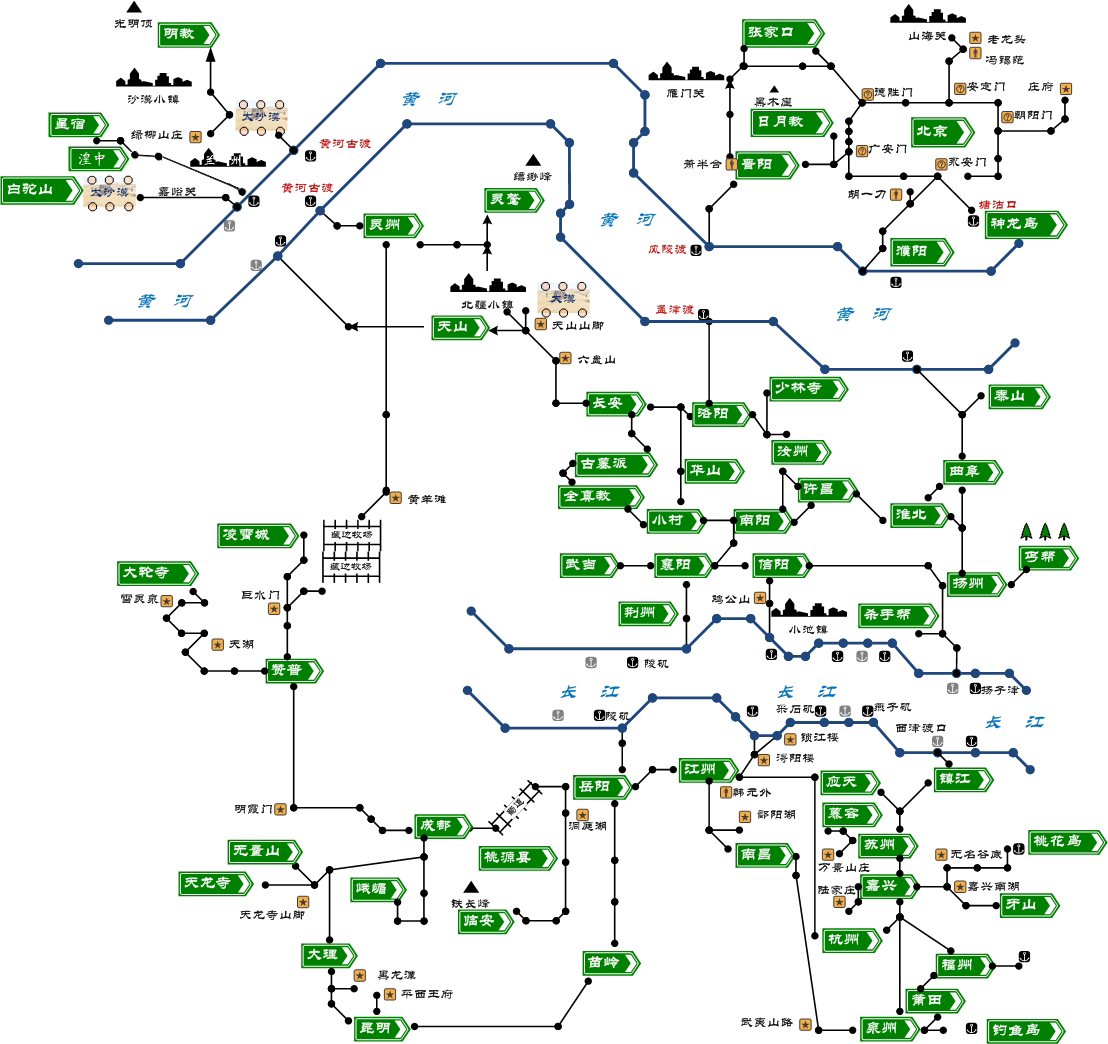 光明顶
明教
沙漠小镇
大沙漠
绿柳山庄
星宿
湟中
兰州
白驼山
大沙漠
嘉峪关
黄河古渡
黄河古渡
黄 河
黄 河
灵州
缥缈峰
灵鹫
北疆小镇
大漠
天山
天山山脚
六盘山
张家口
山海关
老龙头
冯锡范
雁门关
黑木崖
日月教
德胜门
安定门
庄府
朝阳门
北京
广安门
永安门
萧半合
晋阳
胡一刀
塘沽口
神龙岛
濮阳
黄 河
风陵渡
孟津渡
黄 河
长安
洛阳
少林寺
泰山
汝州
古墓派
华山
曲阜
全真教
许昌
小村
南阳
淮北
丐帮
武当
襄阳
信阳
扬州
荆州
鸡公山
小池镇
杀手帮
黄羊滩
凌霄城
藏边牧场
藏边牧场
大轮寺
雪灵泉
巨水门
天湖
赞普
陵矶
扬子津
长 江
长 江
长 江
陵矶
采石矶
燕子矶
西津渡口
锁江楼
浔阳楼
岳阳
江州
应天
镇江
韩元外
明霞门
成都
蜀道
洞庭湖
鄱阳湖
慕容
桃花岛
无量山
桃源县
南昌
苏州
无名谷底
万景山庄
天龙寺
峨嵋
陆家庄
嘉兴
嘉兴南湖
牙山
天龙寺山脚
铁长峰
临安
杭州
大理
苗岭
福州
黑龙潭
平西王府
莆田
昆明
武夷山路
泉州
钓鱼岛